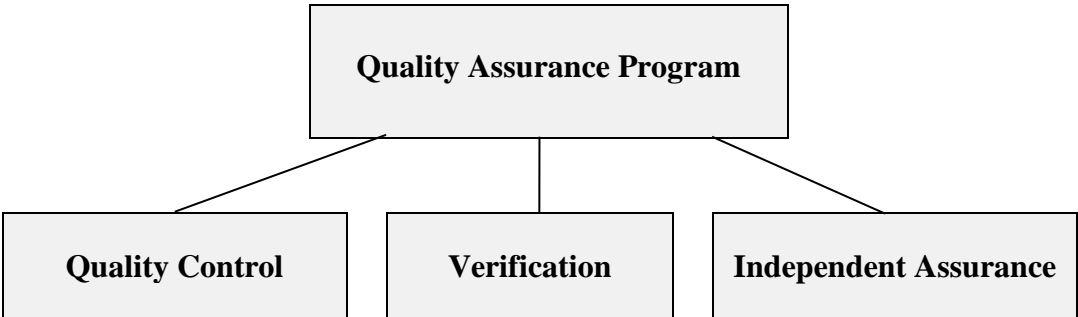 Quality Assurance Program
Quality Control
Verification
Independent Assurance